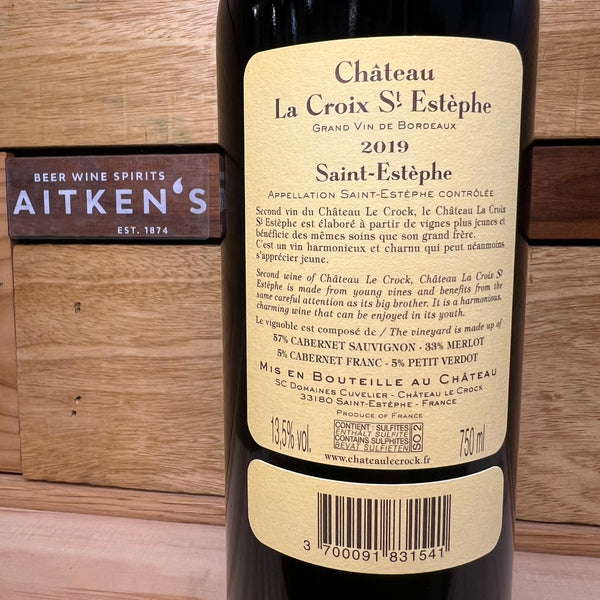 BEER WINE SPIRITS
AITKEN'S
EST. 1874
Château
La Croix St Estèphe
GRAND VIN DE BORDEAUX
2019
Saint-Estèphe
APPELLATION SAINT-ESTÈPHE CONTRÔLÉE
Second vin du Château Le Crock, le Château La Croix
St Estèphe est élaboré à partir de vignes plus jeunes et
bénéficie des mêmes soins que son grand frère.
C'est un vin harmonieux et charnu qui peut néanmoins
s'apprécier jeune.
Second wine of Château Le Crock, Château La Croix St
Estèphe is made from young vines and benefits from the
same careful attention as its big brother. It is a harmonious,
charming wine that can be enjoyed in its youth.
Le vignoble est composé de / The vineyard is made up of
57% CABERNET SAUVIGNON - 33% MERLOT
5% CABERNET FRANC - 5% PETIT VERDOT
MIS EN BOUTEILLE AU CHÂTEAU
SC DOMAINES CUVELIER - CHÂTEAU LE CROCK
33180 SAINT-ESTÈPHE - FRANCE
PRODUCE OF FRANCE
13,5% vol.
CONTIENT : SULFITES
ENTHÄLT SULFITE
CONTAINS SULPHITES
BEVAT SULFIETEN
SO2
750 ml
www.chateaulecrock.fr
3 700091 831541